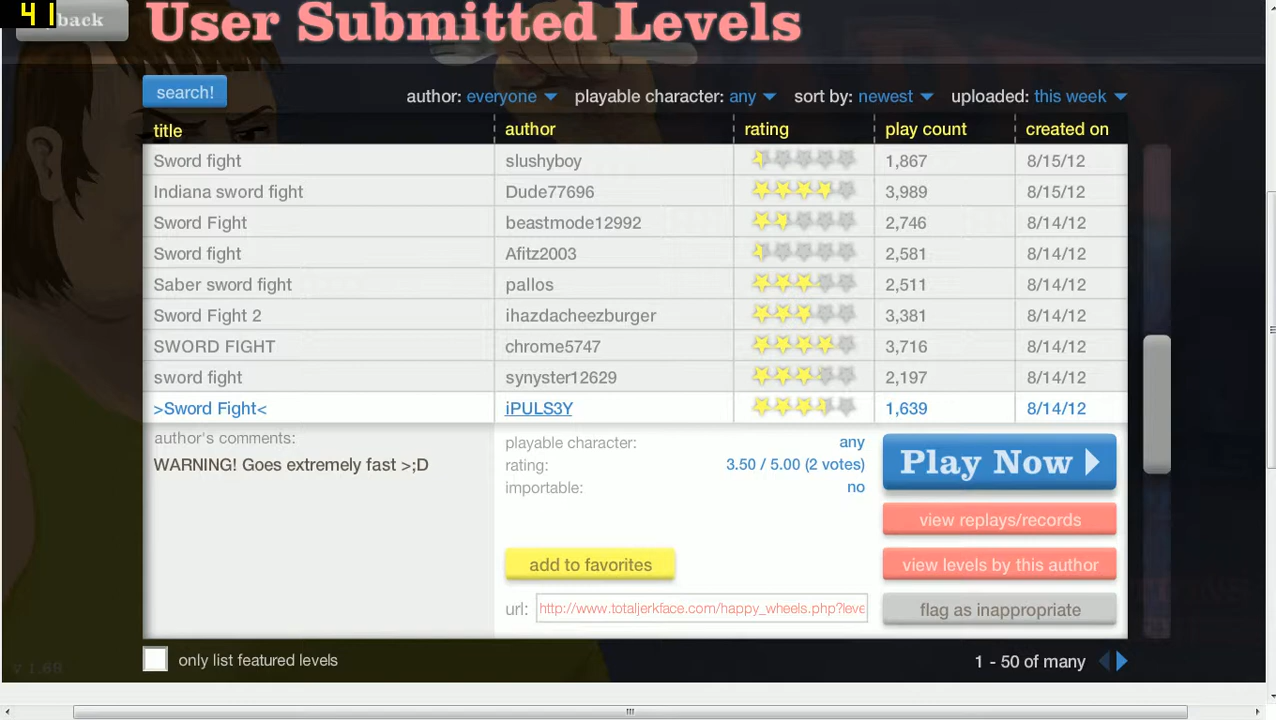 41
back
User Submitted Levels
search!
author: everyone playable character: any sort by: newest uploaded: this week
title author rating play count created on
Sword fight slushyboy 1,867 8/15/12
Indiana sword fight Dude77696 3,989 8/15/12
Sword Fight beastmode12992 2,746 8/14/12
Sword fight Afitz2003 2,581 8/14/12
Saber sword fight pallos 2,511 8/14/12
Sword Fight 2 ihazdacheezburger 3,381 8/14/12
SWORD FIGHT chrome5747 3,716 8/14/12
sword fight synyster12629 2,197 8/14/12
>Sword Fight< iPULS3Y 1,639 8/14/12
author's comments:
WARNING! Goes extremely fast >;D
playable character: any
rating: 3.50 / 5.00 (2 votes)
importable: no
add to favorites
url: http://www.totaljerkface.com/happy_wheels.php?leve
Play Now
view replays/records
view levels by this author
flag as inappropriate
only list featured levels
1 - 50 of many
v 1.69